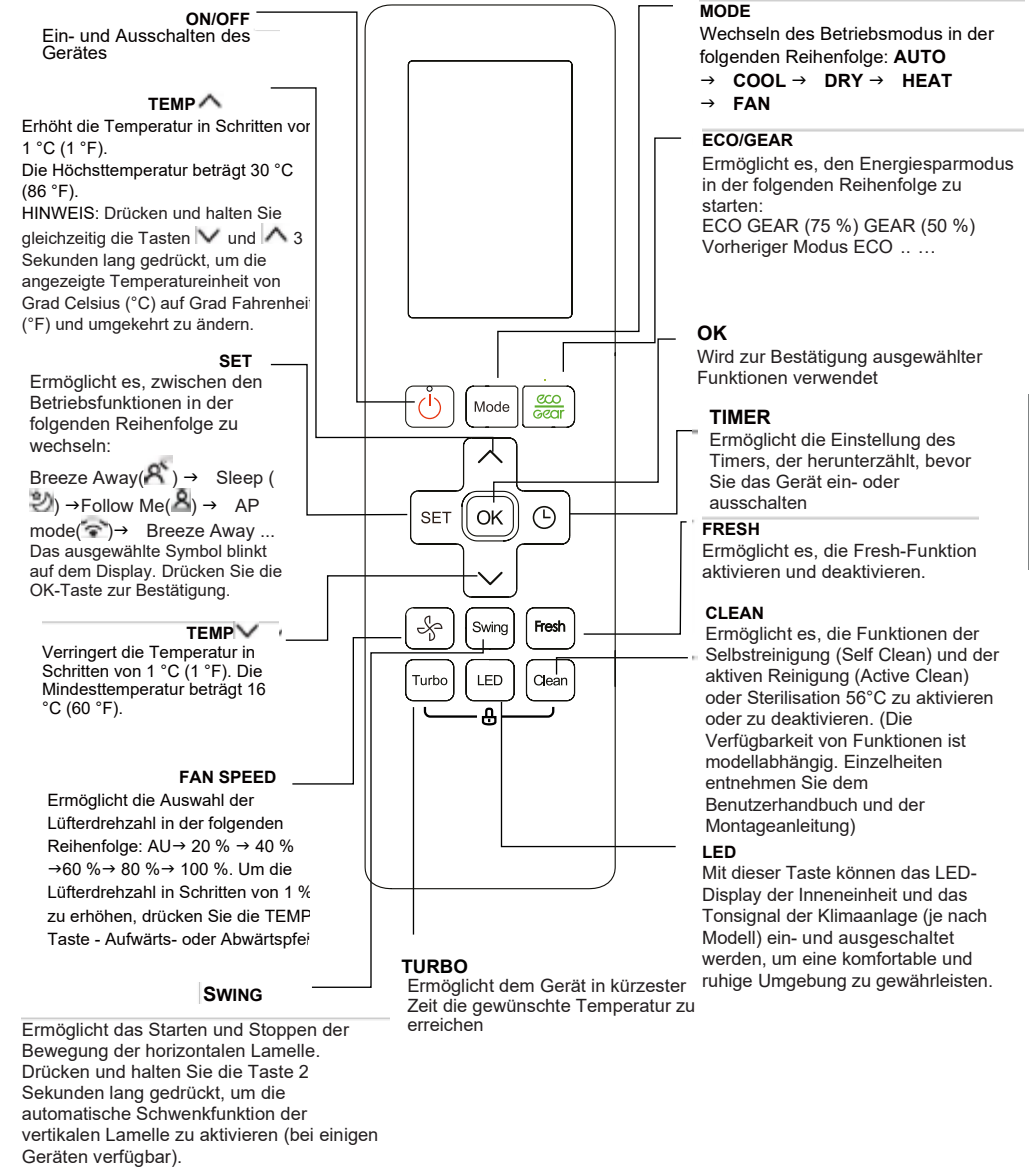 ON/OFF
Ein- und Ausschalten des
Gerätes
TEMP
Erhöht die Temperatur in Schritten vor
1 °C (1 °F).
Die Höchsttemperatur beträgt 30 °C
(86 °F).
HINWEIS: Drücken und halten Sie
gleichzeitig die Tasten und 3
Sekunden lang gedrückt, um die
angezeigte Temperatureinheit von
Grad Celsius (°C) auf Grad Fahrenhei
(°F) und umgekehrt zu ändern.
SET
Ermöglicht es, zwischen den
Betriebsfunktionen in der
folgenden Reihenfolge zu
wechseln:
Breeze Away( ) → Sleep (
) →Follow Me( ) → AP
mode( )→ Breeze Away ...
Das ausgewählte Symbol blinkt
auf dem Display. Drücken Sie die
OK-Taste zur Bestätigung.
TEMP
Verringert die Temperatur in
Schritten von 1 °C (1 °F). Die
Mindesttemperatur beträgt 16
°C (60 °F).
FAN SPEED
Ermöglicht die Auswahl der
Lüfterdrehzahl in der folgenden
Reihenfolge: AU→ 20 % → 40 %
→60 %→ 80 %→ 100 %. Um die
Lüfterdrehzahl in Schritten von 1 %
zu erhöhen, drücken Sie die TEMP
Taste - Aufwärts- oder Abwärtspfei
SWING
Ermöglicht das Starten und Stoppen der
Bewegung der horizontalen Lamelle.
Drücken und halten Sie die Taste 2
Sekunden lang gedrückt, um die
automatische Schwenkfunktion der
vertikalen Lamelle zu aktivieren (bei einigen
Geräten verfügbar).
Mode
eco
Gear
SET
OK
Swing
Fresh
Turbo
LED
Clean
TURBO
Ermöglicht dem Gerät in kürzester
Zeit die gewünschte Temperatur zu
erreichen
MODE
Wechseln des Betriebsmodus in der
folgenden Reihenfolge: AUTO
→ COOL → DRY → HEAT
→ FAN
ECO/GEAR
Ermöglicht es, den Energiesparmodus
in der folgenden Reihenfolge zu
starten:
ECO GEAR (75 %) GEAR (50 %)
Vorheriger Modus ECO .. …
OK
Wird zur Bestätigung ausgewählter
Funktionen verwendet
TIMER
Ermöglicht die Einstellung des
Timers, der herunterzählt, bevor
Sie das Gerät ein- oder
ausschalten
FRESH
Ermöglicht es, die Fresh-Funktion
aktivieren und deaktivieren.
CLEAN
Ermöglicht es, die Funktionen der
Selbstreinigung (Self Clean) und der
aktiven Reinigung (Active Clean)
oder Sterilisation 56°C zu aktivieren
oder zu deaktivieren. (Die
Verfügbarkeit von Funktionen ist
modellabhängig. Einzelheiten
entnehmen Sie dem
Benutzerhandbuch und der
Montageanleitung)
LED
Mit dieser Taste können das LED-
Display der Inneneinheit und das
Tonsignal der Klimaanlage (je nach
Modell) ein- und ausgeschaltet
werden, um eine komfortable und
ruhige Umgebung zu gewährleisten.